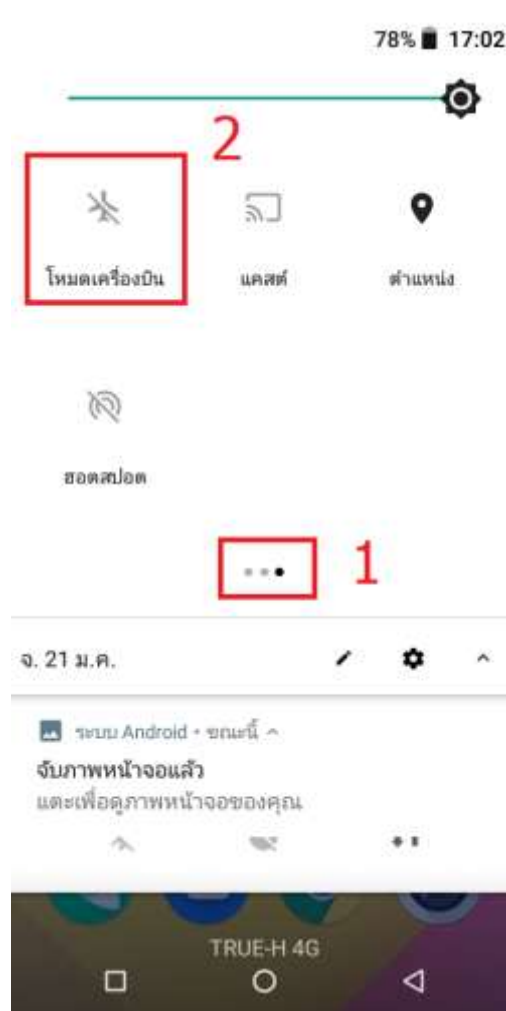 78% 17:02
2
โหมดเครื่องบิน แคสต์ ตำแหน่ง
ฮอตสปอต
1
จ. 21 ม.ค.
ระบบ Android • ขณะนี้
จับภาพหน้าจอแล้ว
แตะเพื่อดูภาพหน้าจอของคุณ
TRUE-H 4G